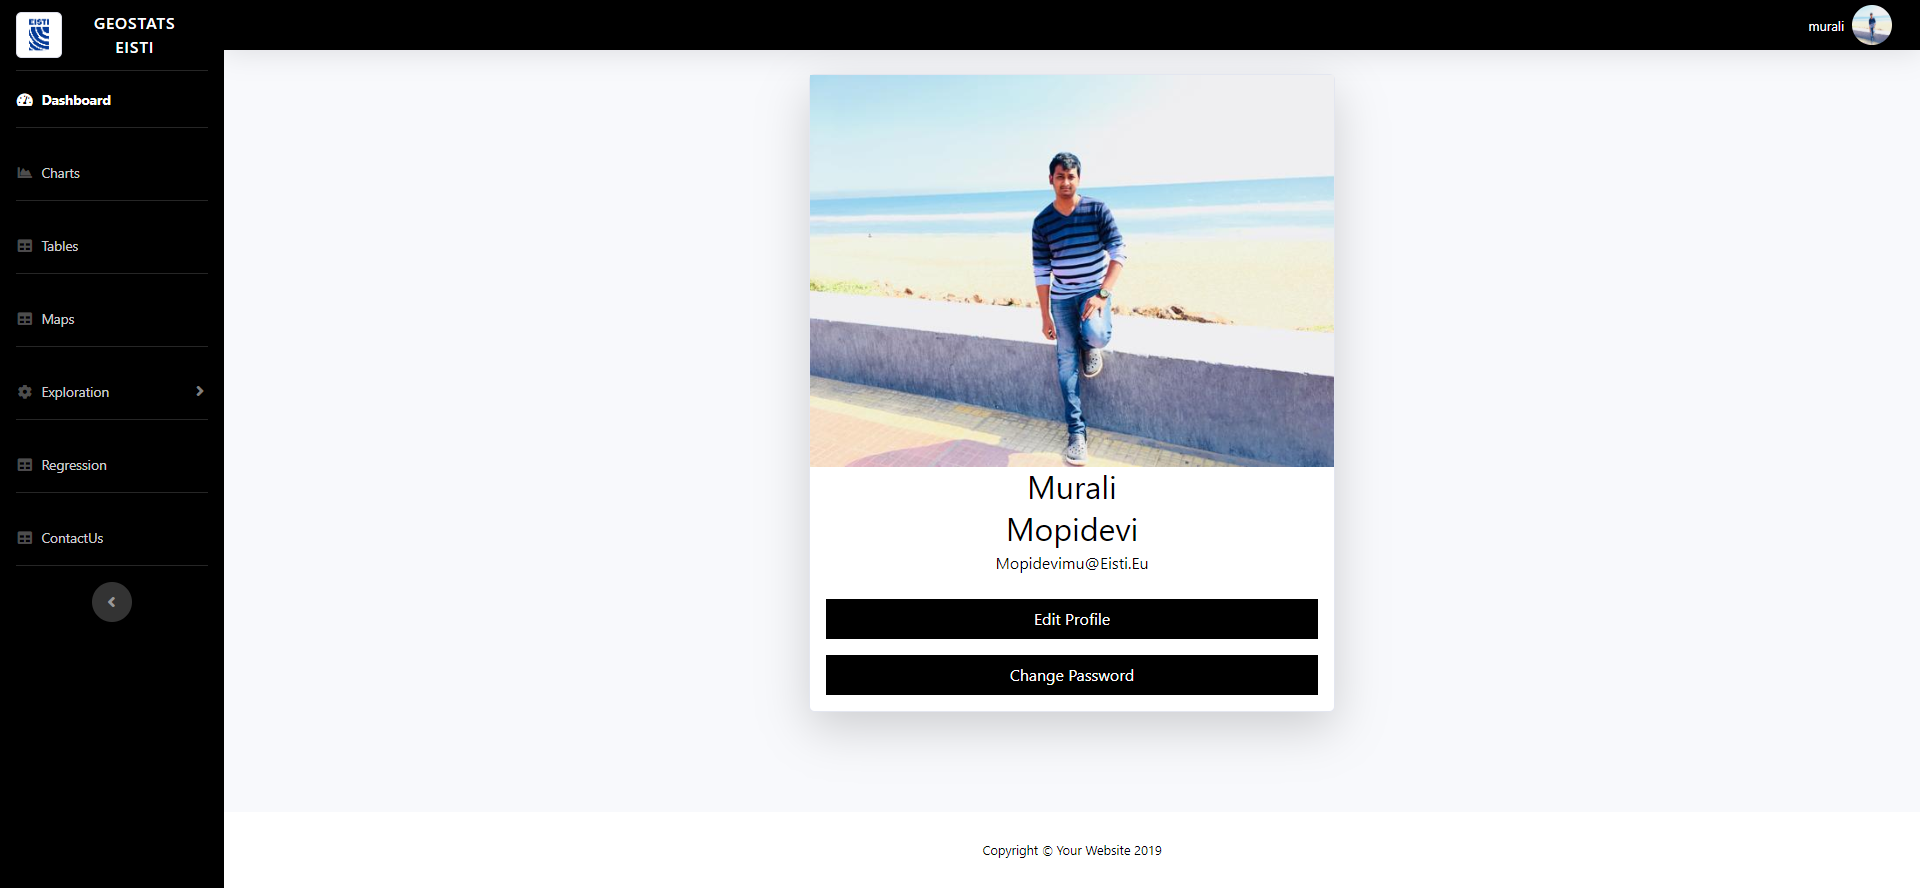 EISTI
GEOSTATS
EISTI
murali
Dashboard
Charts
Tables
Maps
Exploration
Regression
ContactUs
Murali
Mopidevi
Mopidevimu@Eisti.Eu
Edit Profile
Change Password
Copyright © Your Website 2019